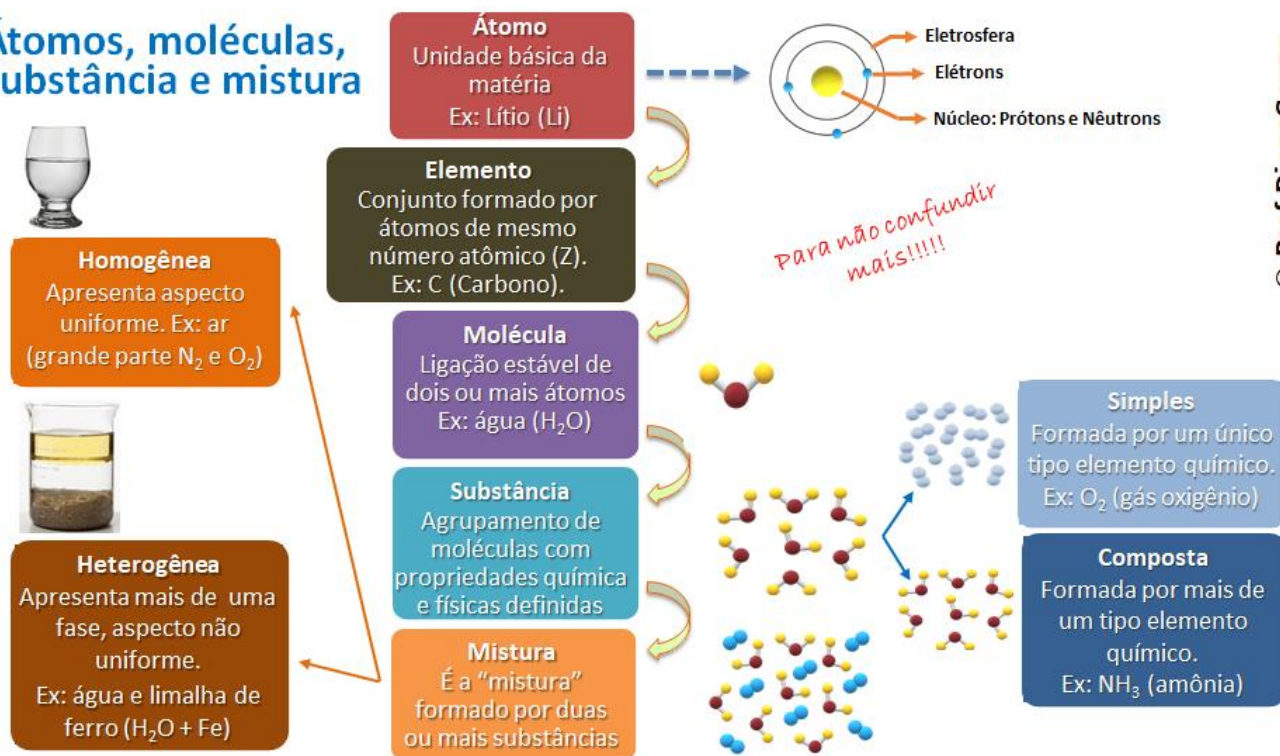 Átomos, moléculas,
substância e mistura
Átomo
Unidade básica da
matéria
Ex: Lítio (Li)
Eletrosfera
Elétrons
Núcleo: Prótons e Nêutrons
Elemento
Conjunto formado por
átomos de mesmo
número atômico (Z).
Ex: C (Carbono).
Para não confundir
mais!!!!!
Homogênea
Apresenta aspecto
uniforme. Ex: ar
(grande parte N₂ e O₂)
Molécula
Ligação estável de
dois ou mais átomos
Ex: água (H₂O)
Simples
Formada por um único
tipo elemento químico.
Ex: O₂ (gás oxigênio)
Substância
Agrupamento de
moléculas com
propriedades química
e físicas definidas
Composta
Formada por mais de
um tipo elemento
químico.
Ex: NH₃ (amônia)
Heterogênea
Apresenta mais de uma
fase, aspecto não
uniforme.
Ex: água e limalha de
ferro (H₂O + Fe)
Mistura
É a “mistura”
formado por duas
ou mais substâncias